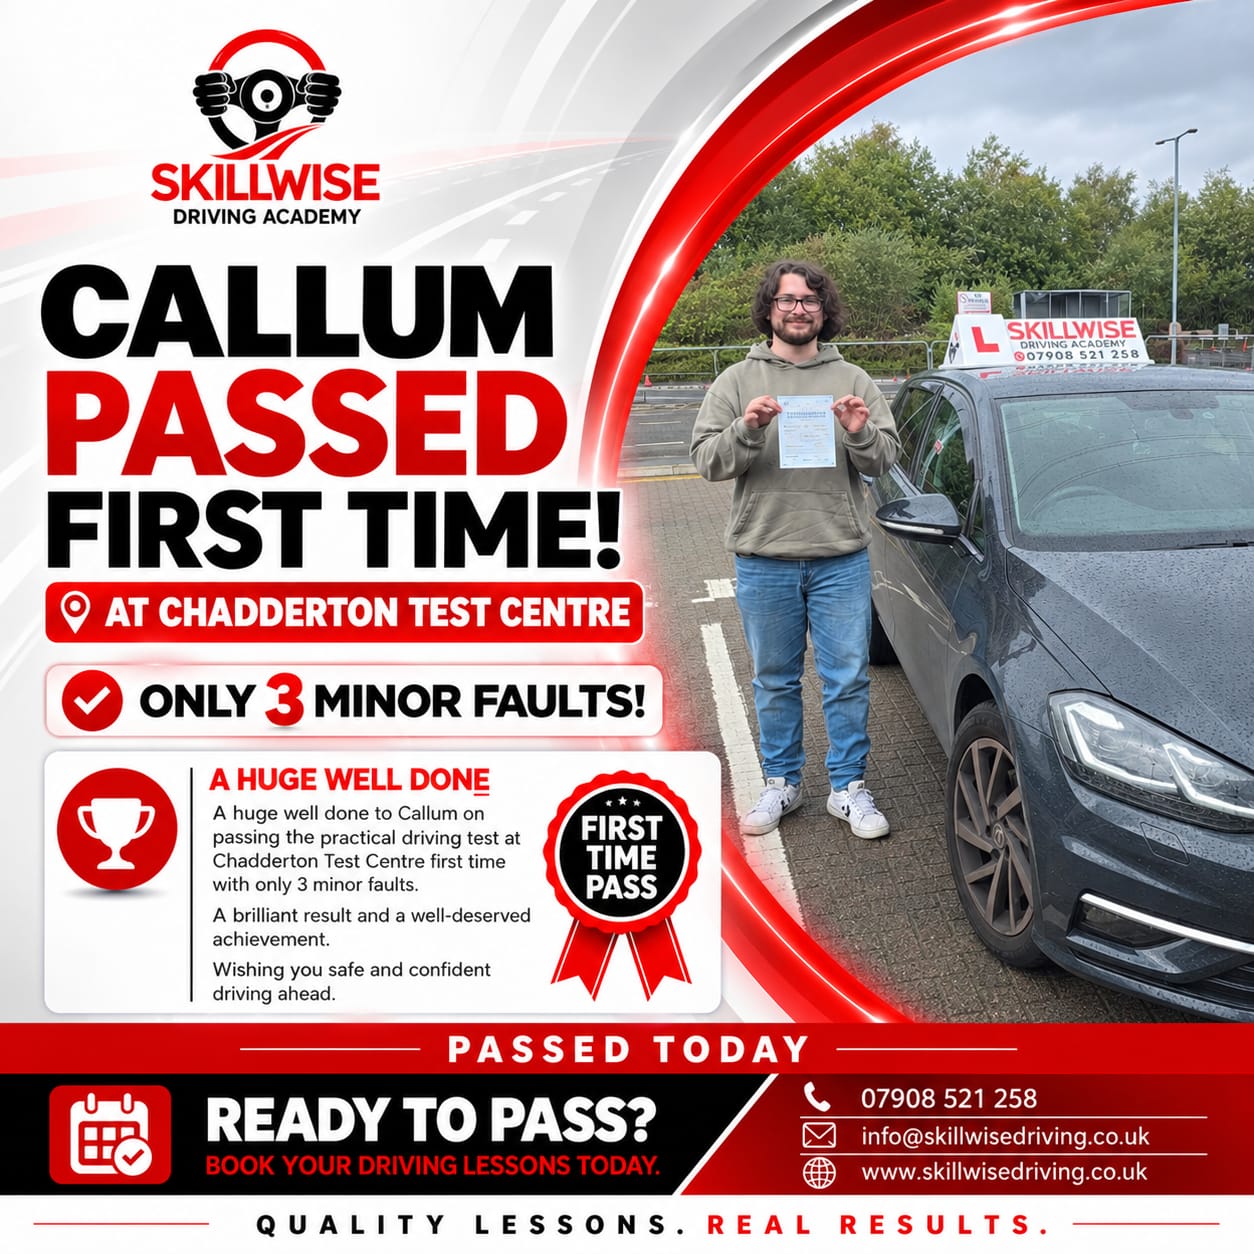 SKILLWISE
DRIVING ACADEMY
CALLUM
PASSED
FIRST TIME!
AT CHADDERTON TEST CENTRE
ONLY 3 MINOR FAULTS!
A HUGE WELL DONE
A huge well done to Callum on
passing the practical driving test at
Chadderton Test Centre first time
with only 3 minor faults.
A brilliant result and a well-deserved
achievement.
Wishing you safe and confident
driving ahead.
FIRST
TIME
PASS
L
SKILLWISE
DRIVING ACADEMY
07908 521 258
PASSED TODAY
READY TO PASS?
BOOK YOUR DRIVING LESSONS TODAY.
07908 521 258
info@skillwisedriving.co.uk
www.skillwisedriving.co.uk
QUALITY LESSONS. REAL RESULTS.